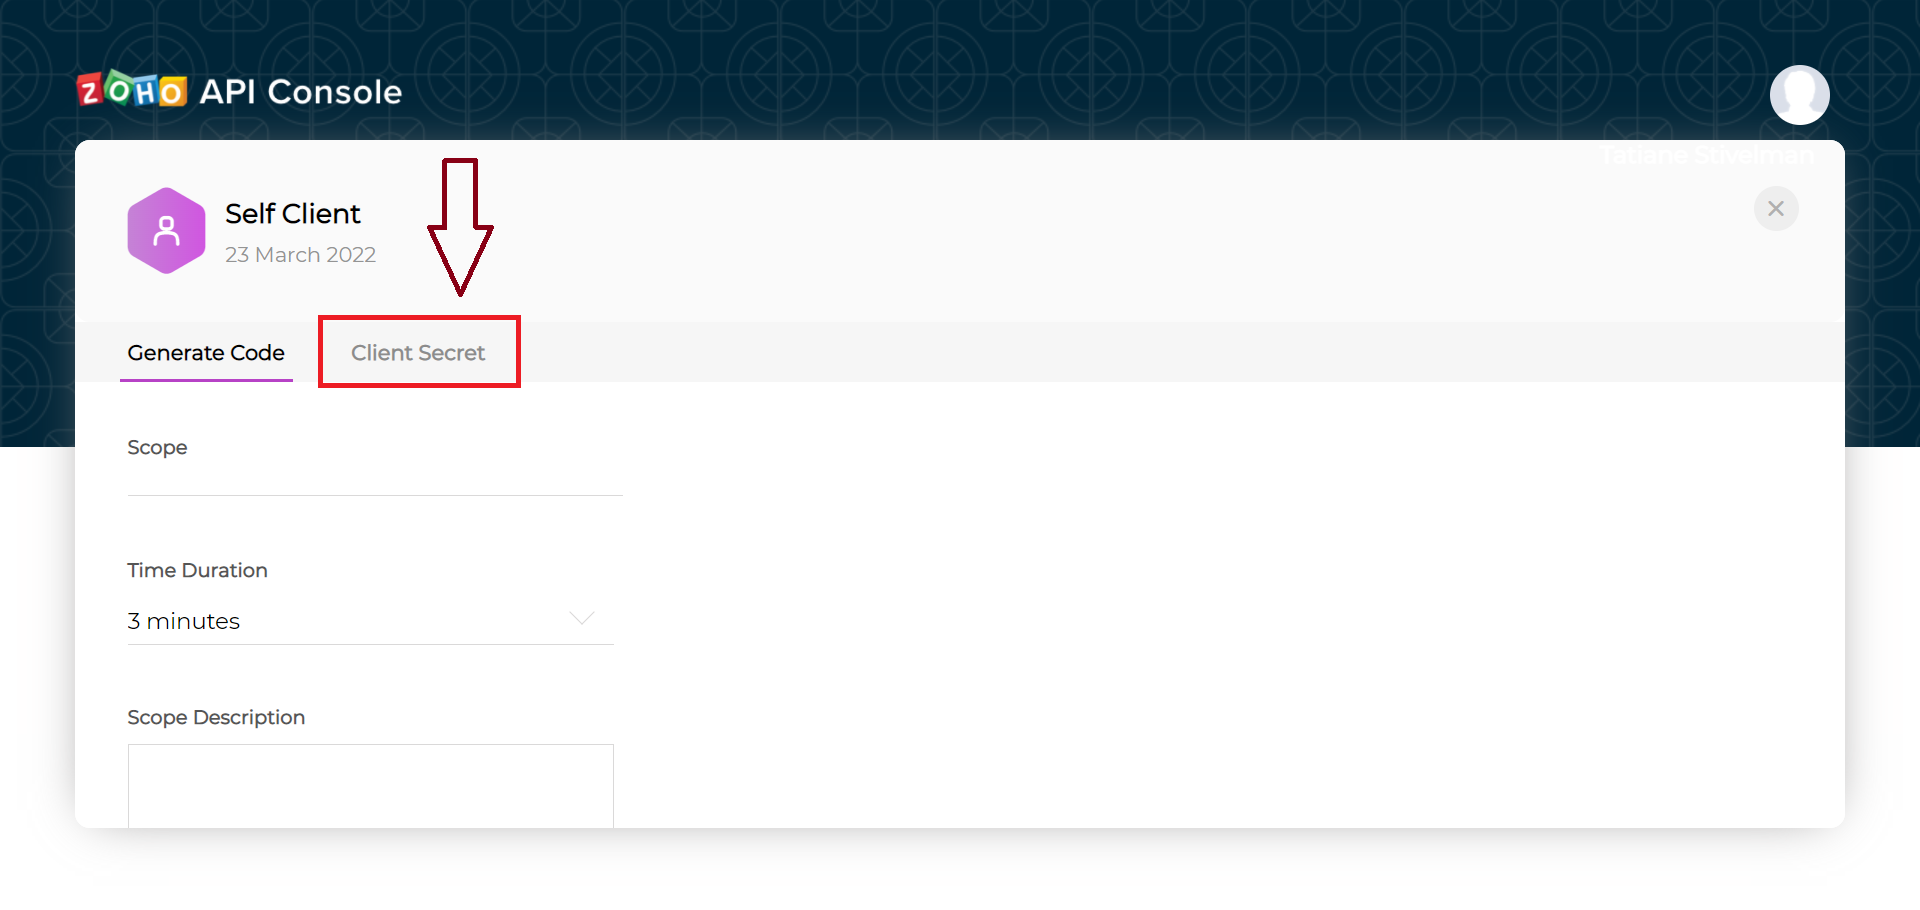 ZOHO API Console
Tatiane Stivelman
Self Client
23 March 2022
Generate Code Client Secret
Scope
Time Duration
3 minutes
Scope Description